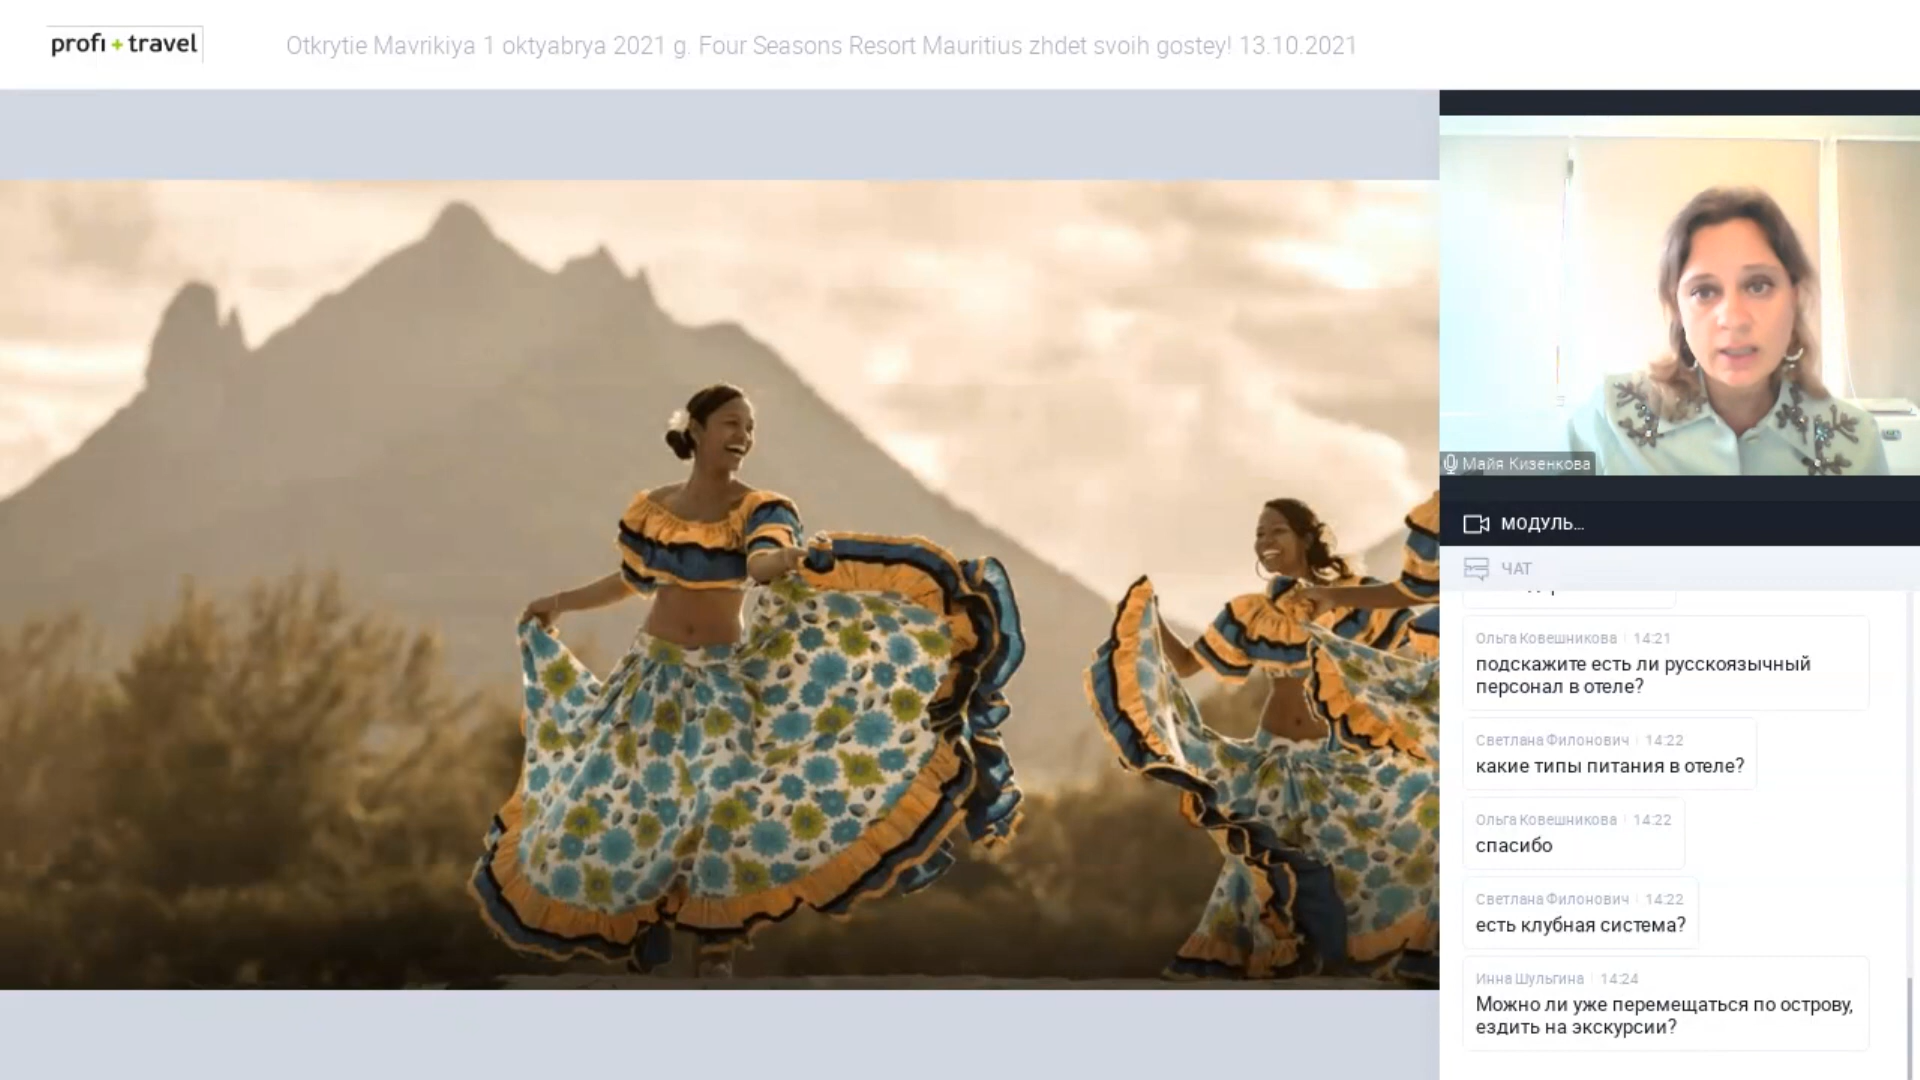 profi + travel
Otkrytie Mavrikiya 1 oktyabrya 2021 g. Four Seasons Resort Mauritius zhdet svoih gostey! 13.10.2021
Майя Кизенкова
МОДУЛЬ...
ЧАТ
Ольга Ковешникова 14:21
подскажите есть ли русскоязычный
персонал в отеле?
Светлана Филонович 14:22
какие типы питания в отеле?
Ольга Ковешникова 14:22
спасибо
Светлана Филонович 14:22
есть клубная система?
Инна Шульгина 14:24
Можно ли уже перемещаться по острову,
ездить на экскурсии?